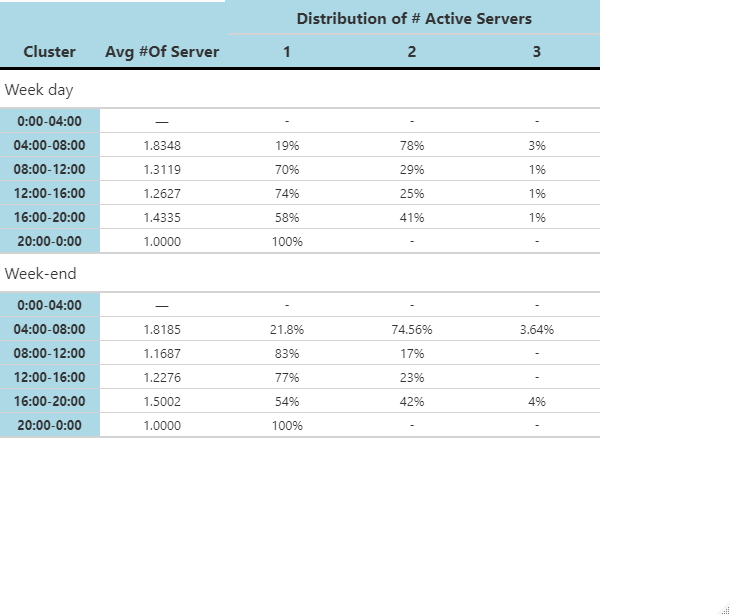 Distribution of # Active Servers
Cluster Avg #Of Server 1 2 3
Week day
0:00-04:00 — - - -
04:00-08:00 1.8348 19% 78% 3%
08:00-12:00 1.3119 70% 29% 1%
12:00-16:00 1.2627 74% 25% 1%
16:00-20:00 1.4335 58% 41% 1%
20:00-0:00 1.0000 100% - -
Week-end
0:00-04:00 — - - -
04:00-08:00 1.8185 21.8% 74.56% 3.64%
08:00-12:00 1.1687 83% 17% -
12:00-16:00 1.2276 77% 23% -
16:00-20:00 1.5002 54% 42% 4%
20:00-0:00 1.0000 100% - -